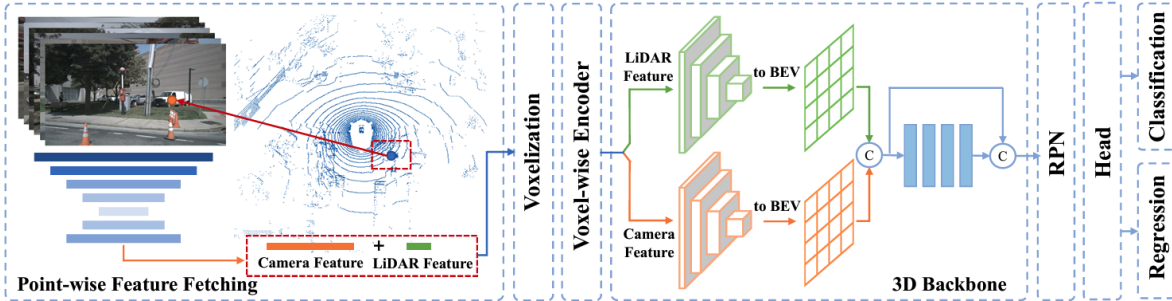 +
Camera Feature
LiDAR Feature
Point-wise Feature Fetching
Voxelization
Voxel-wise Encoder
LiDAR
Feature
to BEV
Camera
Feature
to BEV
C
C
3D Backbone
RPN
Head
Classification
Regression